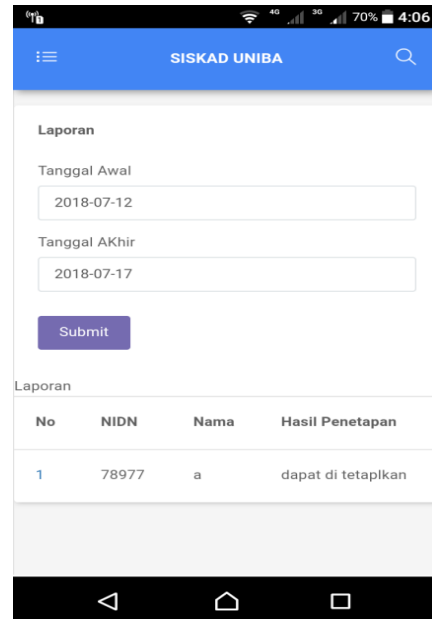 4G 3G 70% 4:06
SISKAD UNIBA
Laporan
Tanggal Awal
2018-07-12
Tanggal AKhir
2018-07-17
Submit
Laporan
No NIDN Nama Hasil Penetapan
1 78977 a dapat di tetaplkan